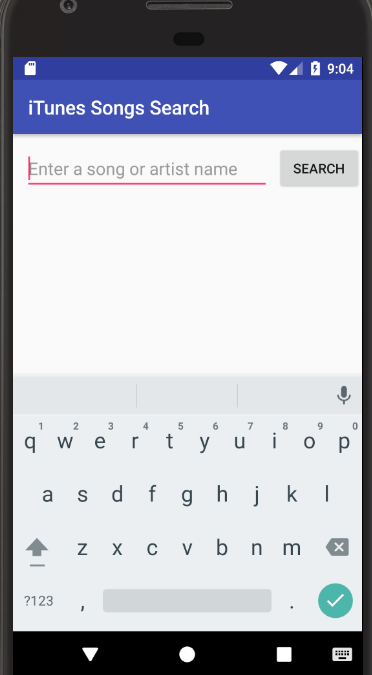 9:04
iTunes Songs Search
Enter a song or artist name SEARCH
1 2 3 4 5 6 7 8 9 0
q w e r t y u i o p
a s d f g h j k l
z x c v b n m
?123 , .